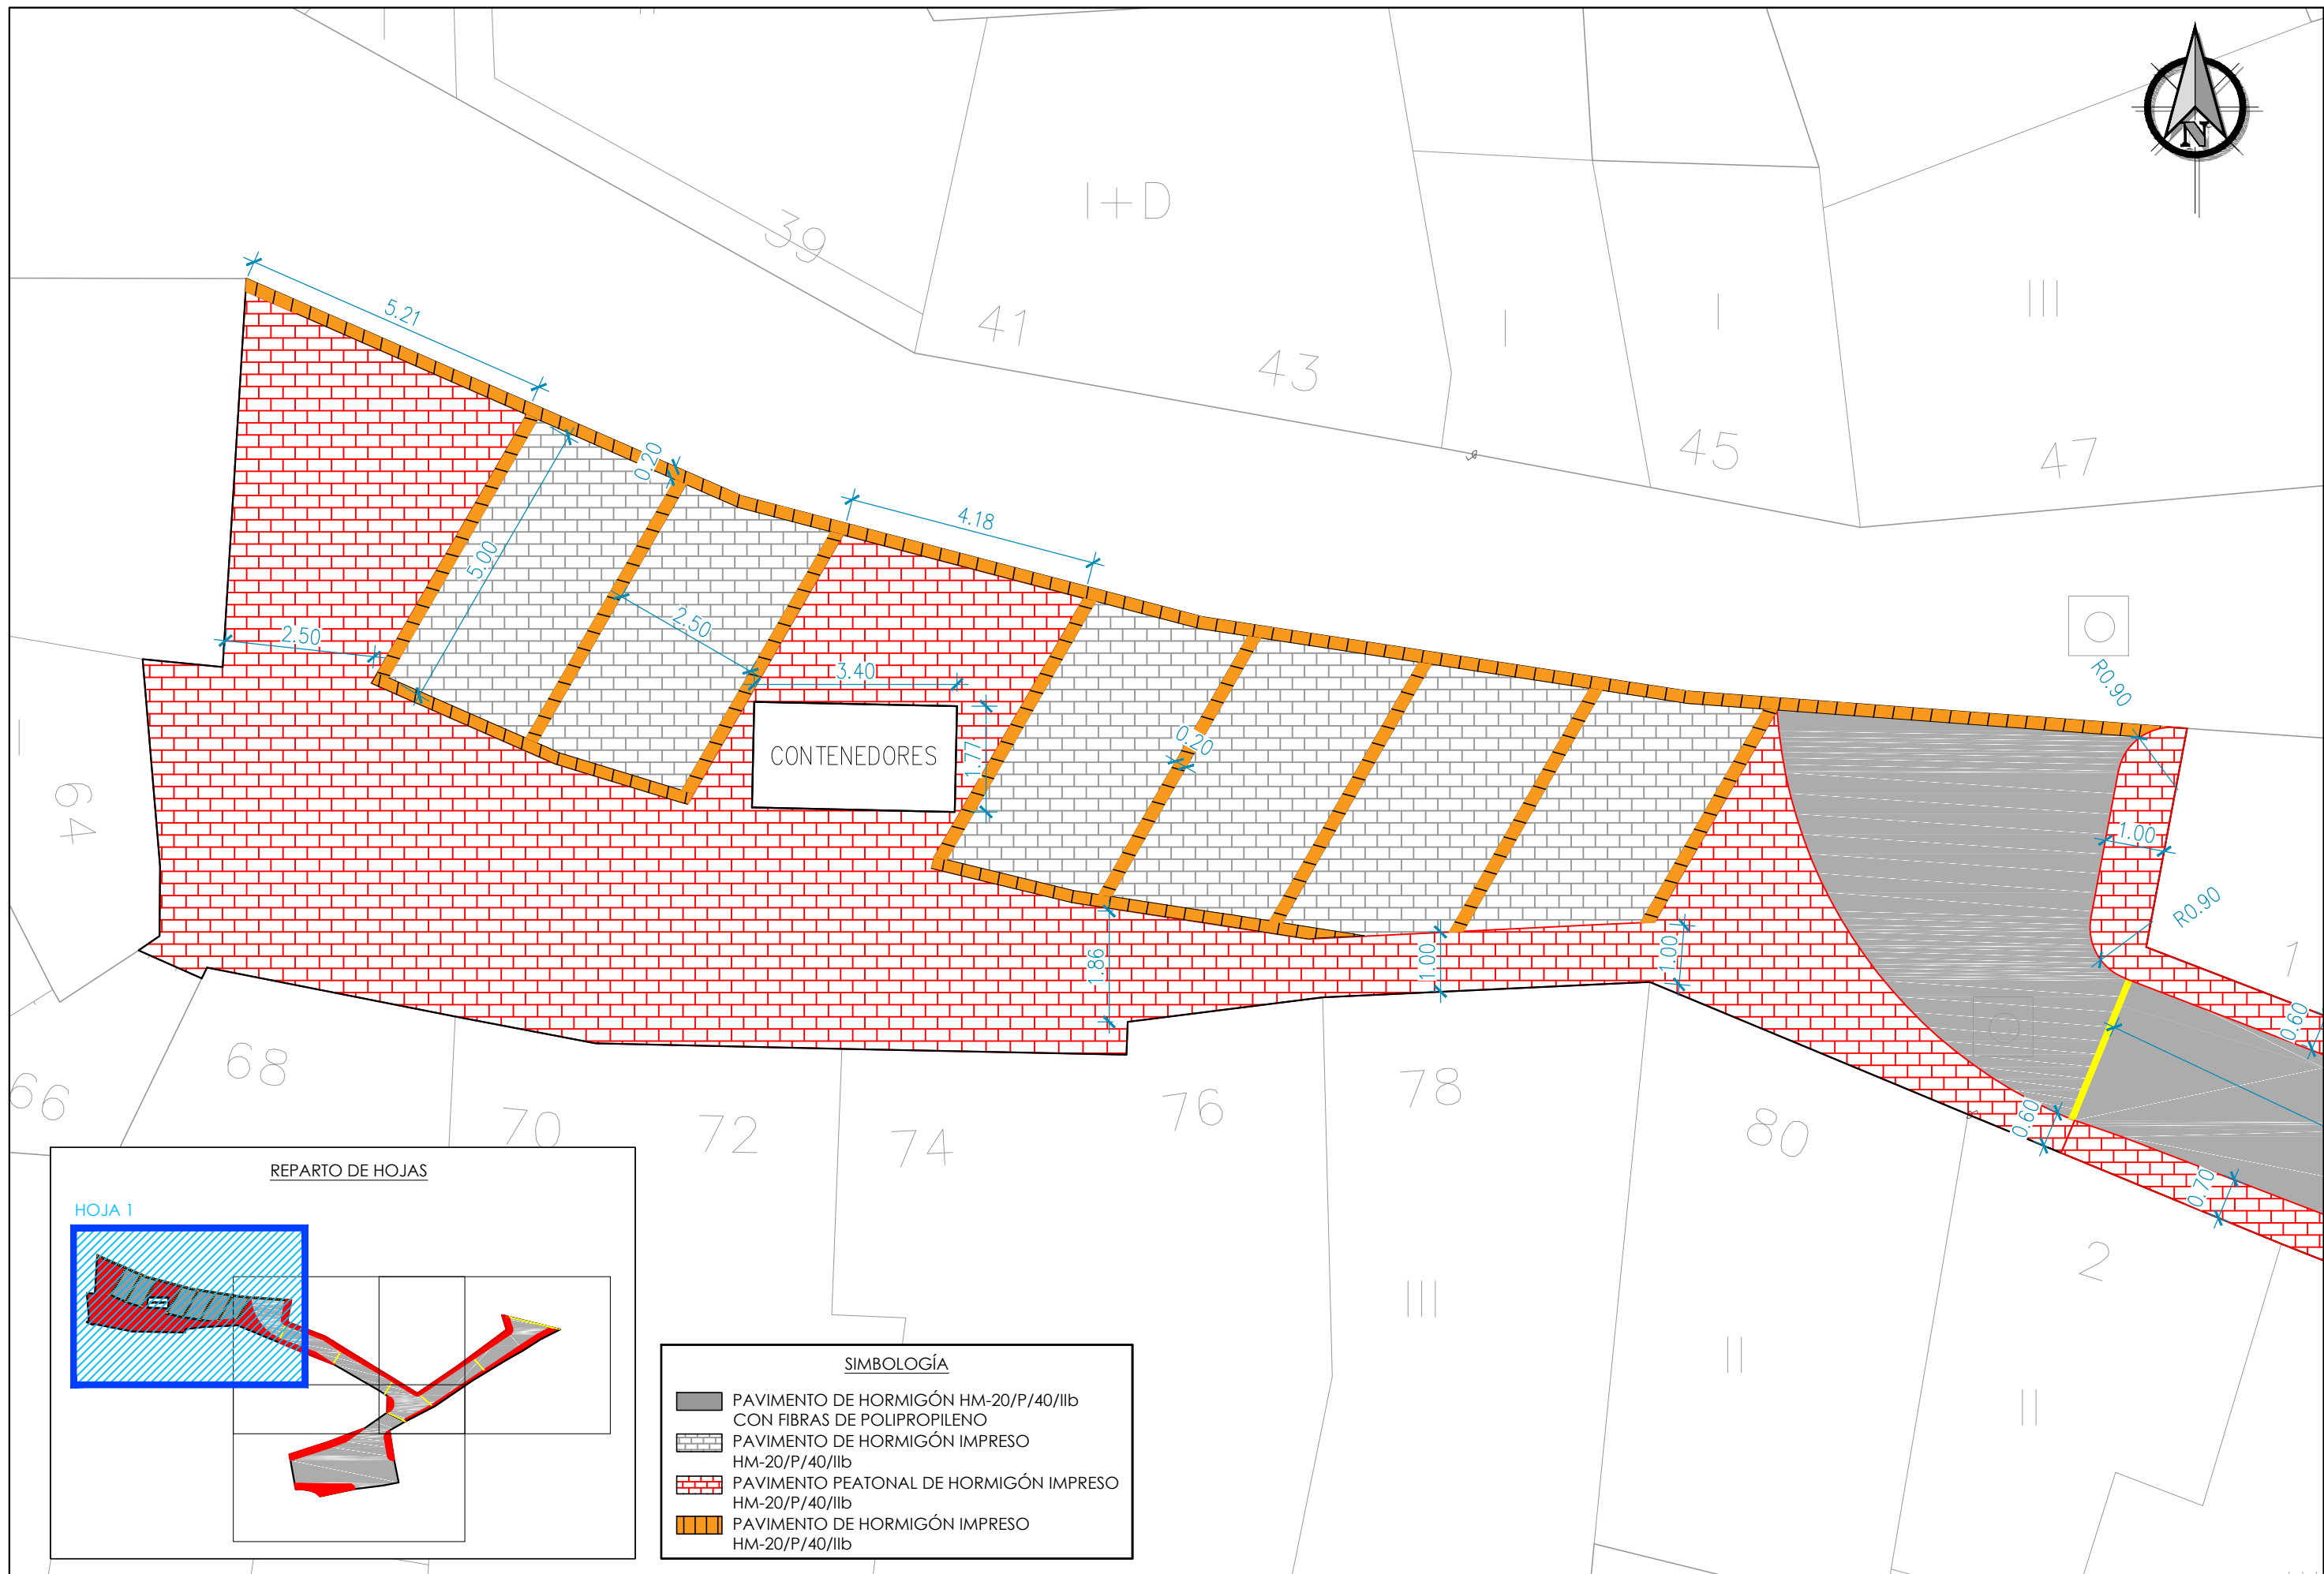 N
39
I+D
41
43
I
I
III
45
47
5.21
0.20
5.00
4.18
2.50
2.50
3.40
CONTENEDORES
1.77
0.20
R0.90
1.00
R0.90
1
I
64
1.86
1.00
1.00
0.60
0.60
0.70
66
68
70
72
74
76
78
80
2
III
II
II
REPARTO DE HOJAS
HOJA 1
SIMBOLOGÍA
PAVIMENTO DE HORMIGÓN HM-20/P/40/IIb
CON FIBRAS DE POLIPROPILENO
PAVIMENTO DE HORMIGÓN IMPRESO
HM-20/P/40/IIb
PAVIMENTO PEATONAL DE HORMIGÓN IMPRESO
HM-20/P/40/IIb
PAVIMENTO DE HORMIGÓN IMPRESO
HM-20/P/40/IIb